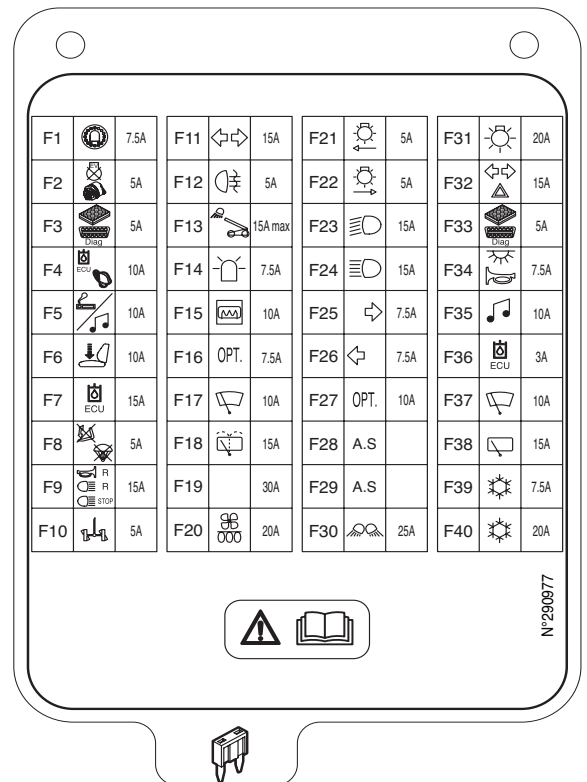 F1 7.5A F11 15A F21 5A F31 20A
F2 5A F12 5A F22 5A F32 15A
F3 Diag 5A F13 15A max F23 15A F33 Diag 5A
F4 ECU 10A F14 7.5A F24 15A F34 7.5A
F5 10A F15 10A F25 7.5A F35 10A
F6 10A F16 OPT. 7.5A F26 7.5A F36 ECU 3A
F7 ECU 15A F17 10A F27 OPT. 10A F37 10A
F8 5A F18 15A F28 A.S F38 15A
F9 R R STOP 15A F19 30A F29 A.S F39 7.5A
F10 5A F20 20A F30 25A F40 20A
N°290977